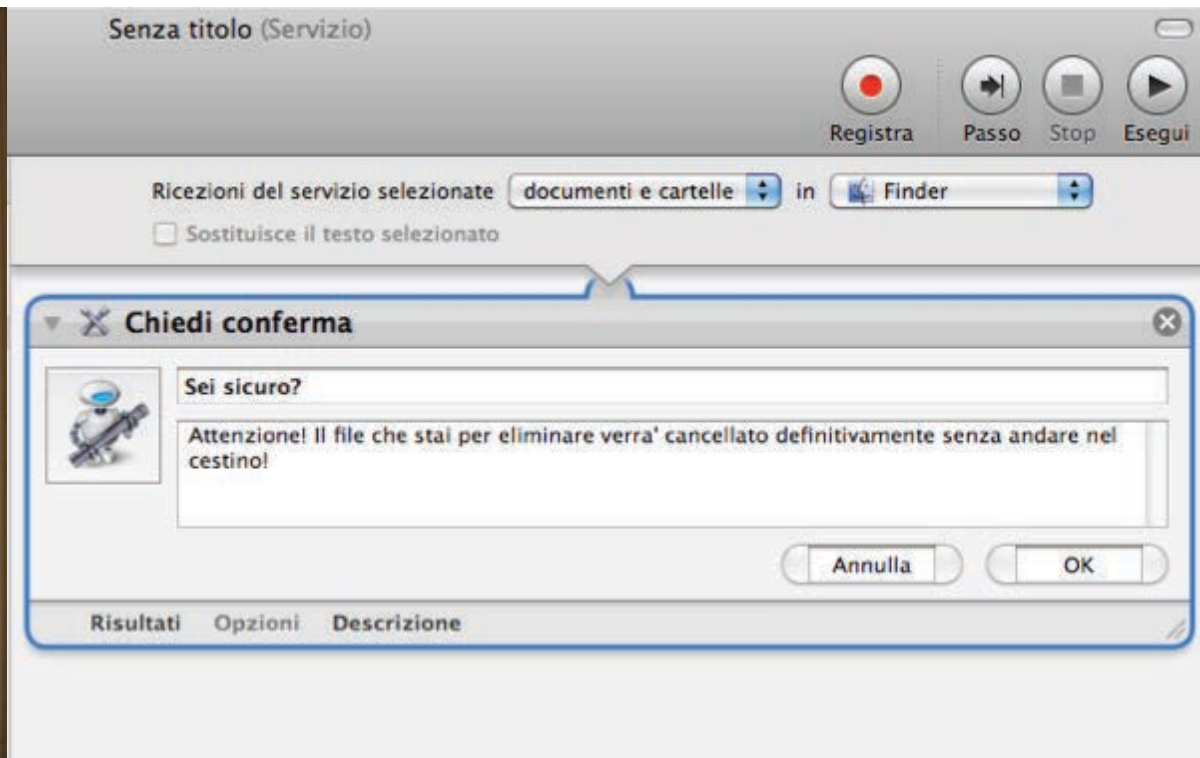 Senza titolo (Servizio)
Registra Passo Stop Esegui
Ricezioni del servizio selezionate documenti e cartelle in Finder
Sostituisce il testo selezionato
Chiedi conferma
Sei sicuro?
Attenzione! Il file che stai per eliminare verra' cancellato definitivamente senza andare nel
cestino!
Annulla OK
Risultati Opzioni Descrizione